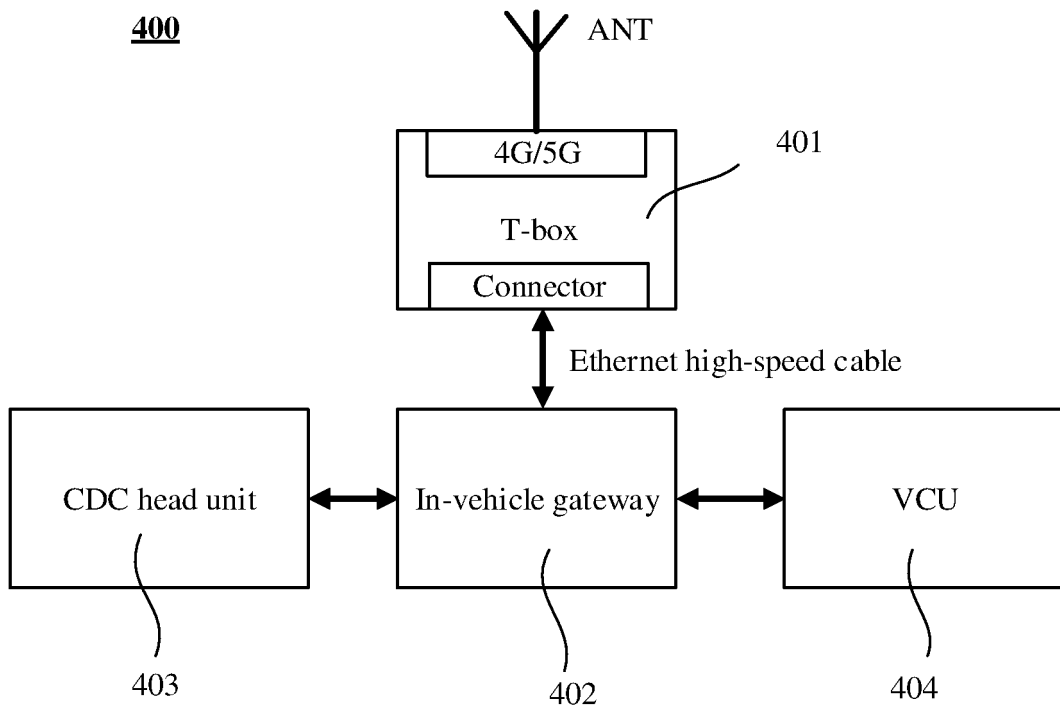 400
ANT
4G/5G
401
T-box
Connector
Ethernet high-speed cable
CDC head unit
In-vehicle gateway
VCU
403
402
404